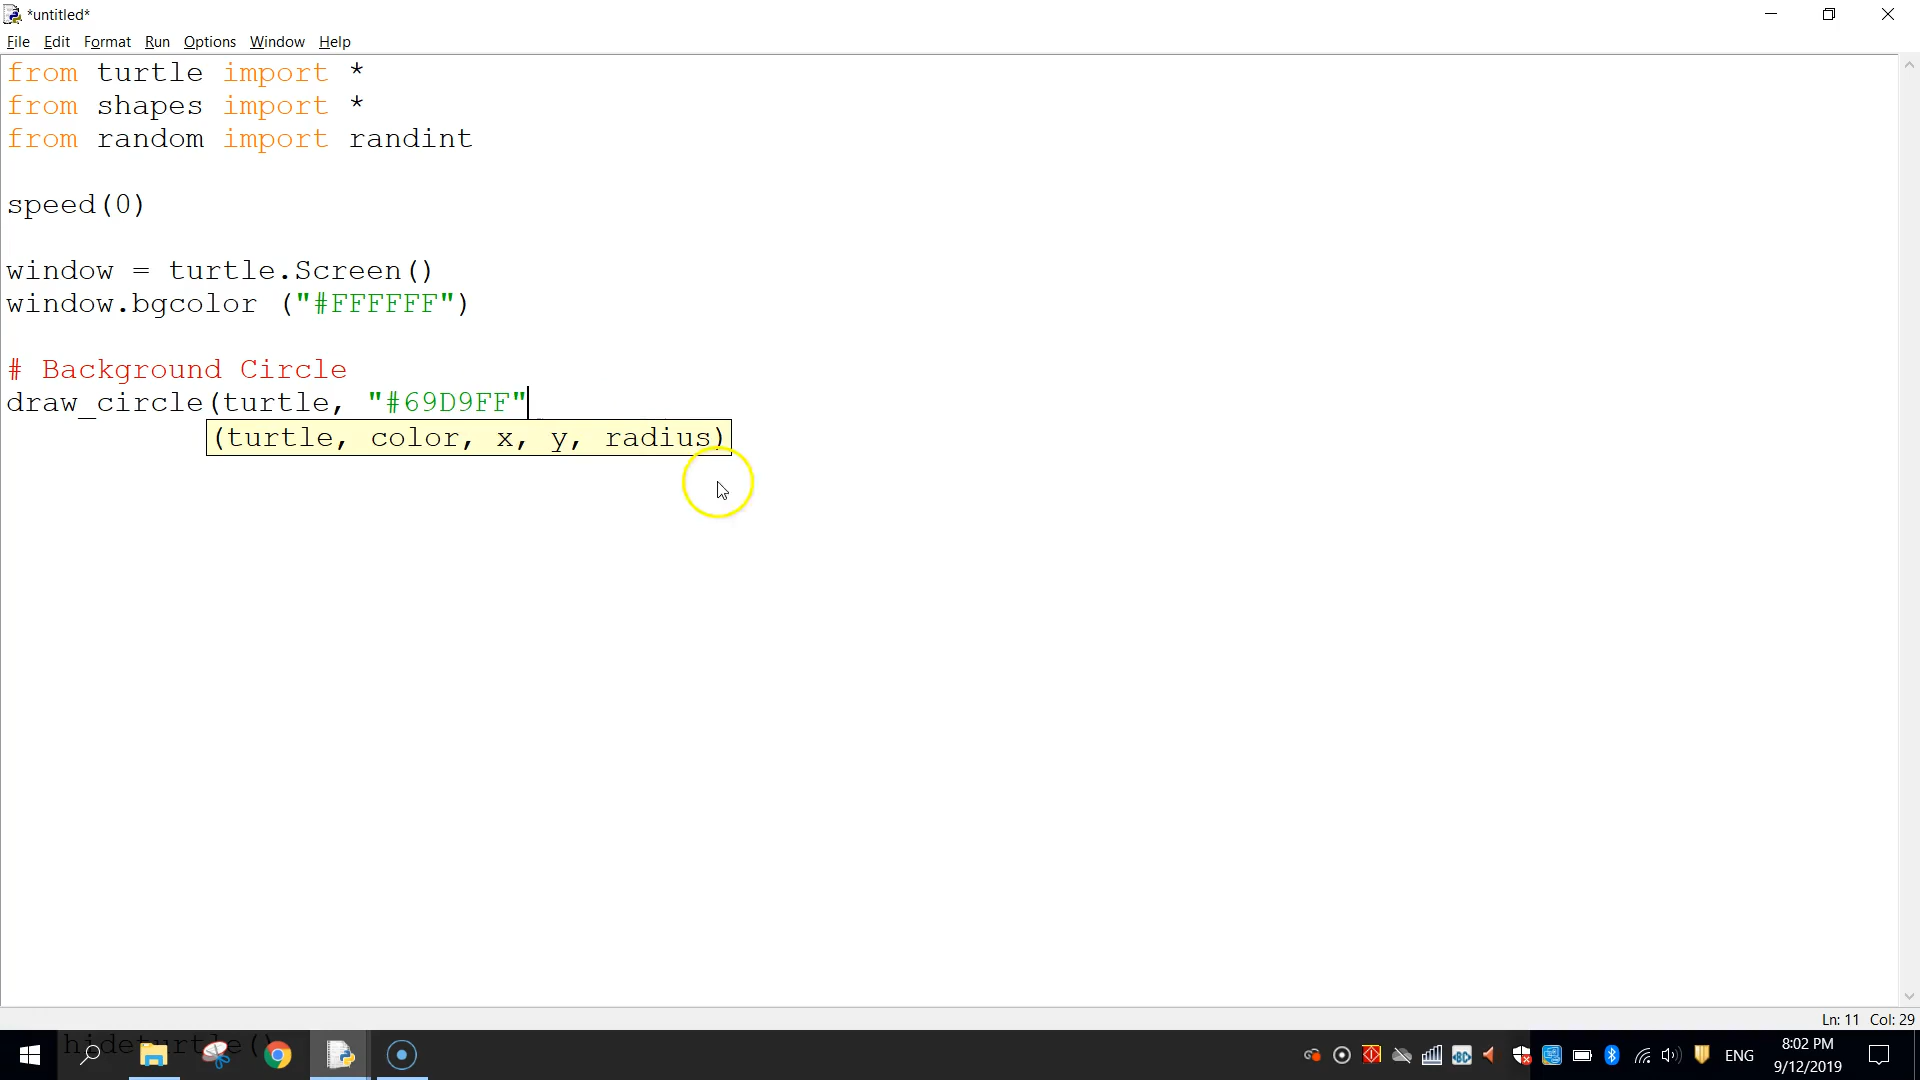 *untitled*
File Edit Format Run Options Window Help
from turtle import *
from shapes import *
from random import randint
speed(0)
window = turtle.Screen()
window.bgcolor ("#FFFFFF")
# Background Circle
draw_circle(turtle, "#69D9FF"
(turtle, color, x, y, radius)
Ln: 11 Col: 29
hideturtle()
ENG
8:02 PM
9/12/2019